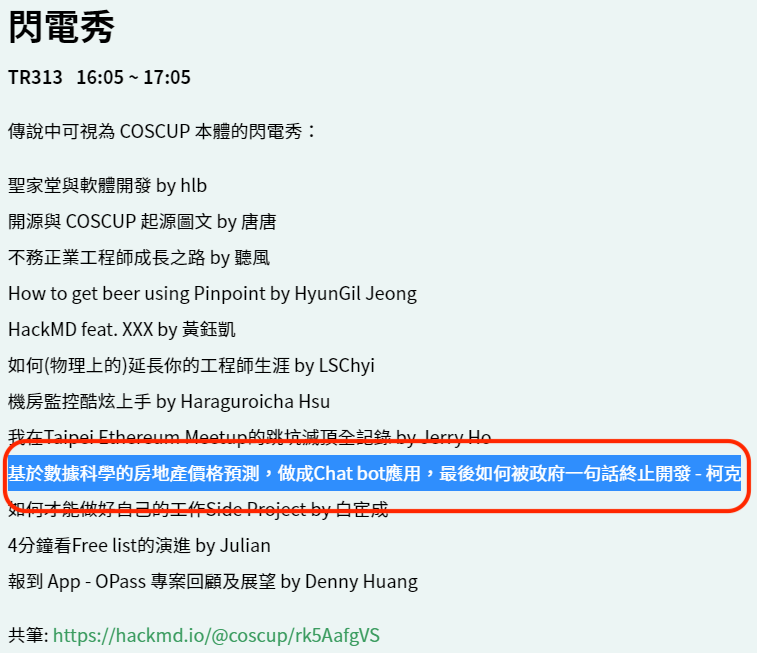 閃電秀
TR313 16:05 ~ 17:05
傳說中可視為 COSCUP 本體的閃電秀：
聖家堂與軟體開發 by hlb
開源與 COSCUP 起源圖文 by 唐唐
不務正業工程師成長之路 by 聽風
How to get beer using Pinpoint by HyunGil Jeong
HackMD feat. XXX by 黃鈺凱
如何(物理上的)延長你的工程師生涯 by LSChyi
機房監控酷炫上手 by Haraguroicha Hsu
我在Taipei Ethereum Meetup的跳坑滅頂全記錄 by Jerry Ho
基於數據科學的房地產價格預測，做成Chat bot應用，最後如何被政府一句話終止開發 - 柯克
如何才能做好自己的工作Side Project by 白宦成
4分鐘看Free list的演進 by Julian
報到 App - OPass 專案回顧及展望 by Denny Huang
共筆: https://hackmd.io/@coscup/rk5AafgVS